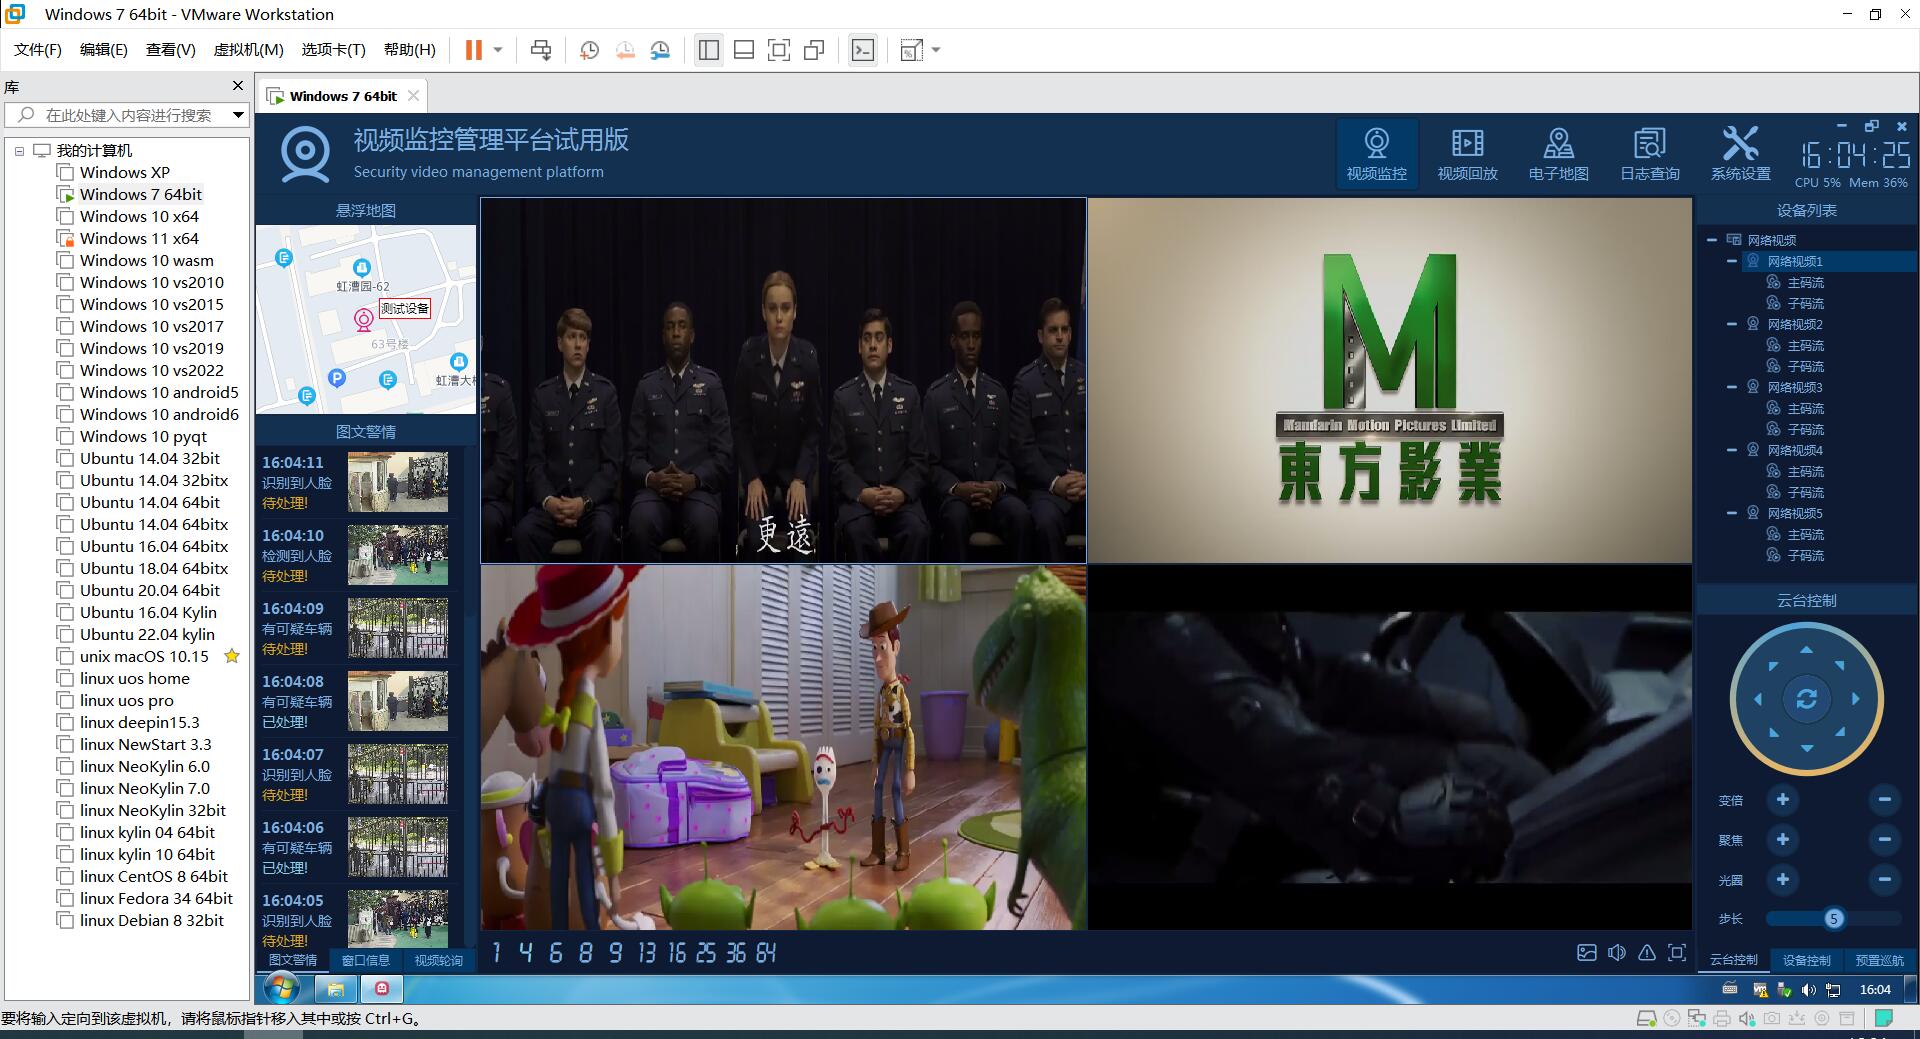 Windows 7 64bit - VMware Workstation
文件(F) 编辑(E) 查看(V) 虚拟机(M) 选项卡(T) 帮助(H)
库
在此处键入内容进行搜索
我的计算机
Windows XP
Windows 7 64bit
Windows 10 x64
Windows 11 x64
Windows 10 wasm
Windows 10 vs2010
Windows 10 vs2015
Windows 10 vs2017
Windows 10 vs2019
Windows 10 vs2022
Windows 10 android5
Windows 10 android6
Windows 10 pyqt
Ubuntu 14.04 32bit
Ubuntu 14.04 32bitx
Ubuntu 14.04 64bit
Ubuntu 14.04 64bitx
Ubuntu 16.04 64bitx
Ubuntu 18.04 64bitx
Ubuntu 20.04 64bit
Ubuntu 16.04 Kylin
Ubuntu 22.04 kylin
unix macOS 10.15
linux uos home
linux uos pro
linux deepin15.3
linux NewStart 3.3
linux NeoKylin 6.0
linux NeoKylin 7.0
linux NeoKylin 32bit
linux kylin 04 64bit
linux kylin 10 64bit
linux CentOS 8 64bit
linux Fedora 34 64bit
linux Debian 8 32bit
Windows 7 64bit
视频监控管理平台试用版
Security video management platform
视频监控 视频回放 电子地图 日志查询 系统设置
16:04:25
CPU 5% Mem 36%
悬浮地图
虹漕园-62
测试设备
63号楼
虹漕大
P
图文警情
16:04:11
识别到人脸
待处理!
16:04:10
检测到人脸
待处理!
16:04:09
有可疑车辆
待处理!
16:04:08
有可疑车辆
已处理!
16:04:07
识别到人脸
待处理!
16:04:06
有可疑车辆
已处理!
16:04:05
识别到人脸
待处理!
图文警情 窗口信息 视频轮询
更遠
M
Mandarin Motion Pictures Limited
東方影業
1 4 6 8 9 13 16 25 36 64
设备列表
网络视频
网络视频1
主码流
子码流
网络视频2
主码流
子码流
网络视频3
主码流
子码流
网络视频4
主码流
子码流
网络视频5
主码流
子码流
云台控制
变倍
聚焦
光圈
步长 5
云台控制 设备控制 预置巡航
16:04
要将输入定向到该虚拟机，请将鼠标指针移入其中或按 Ctrl+G。